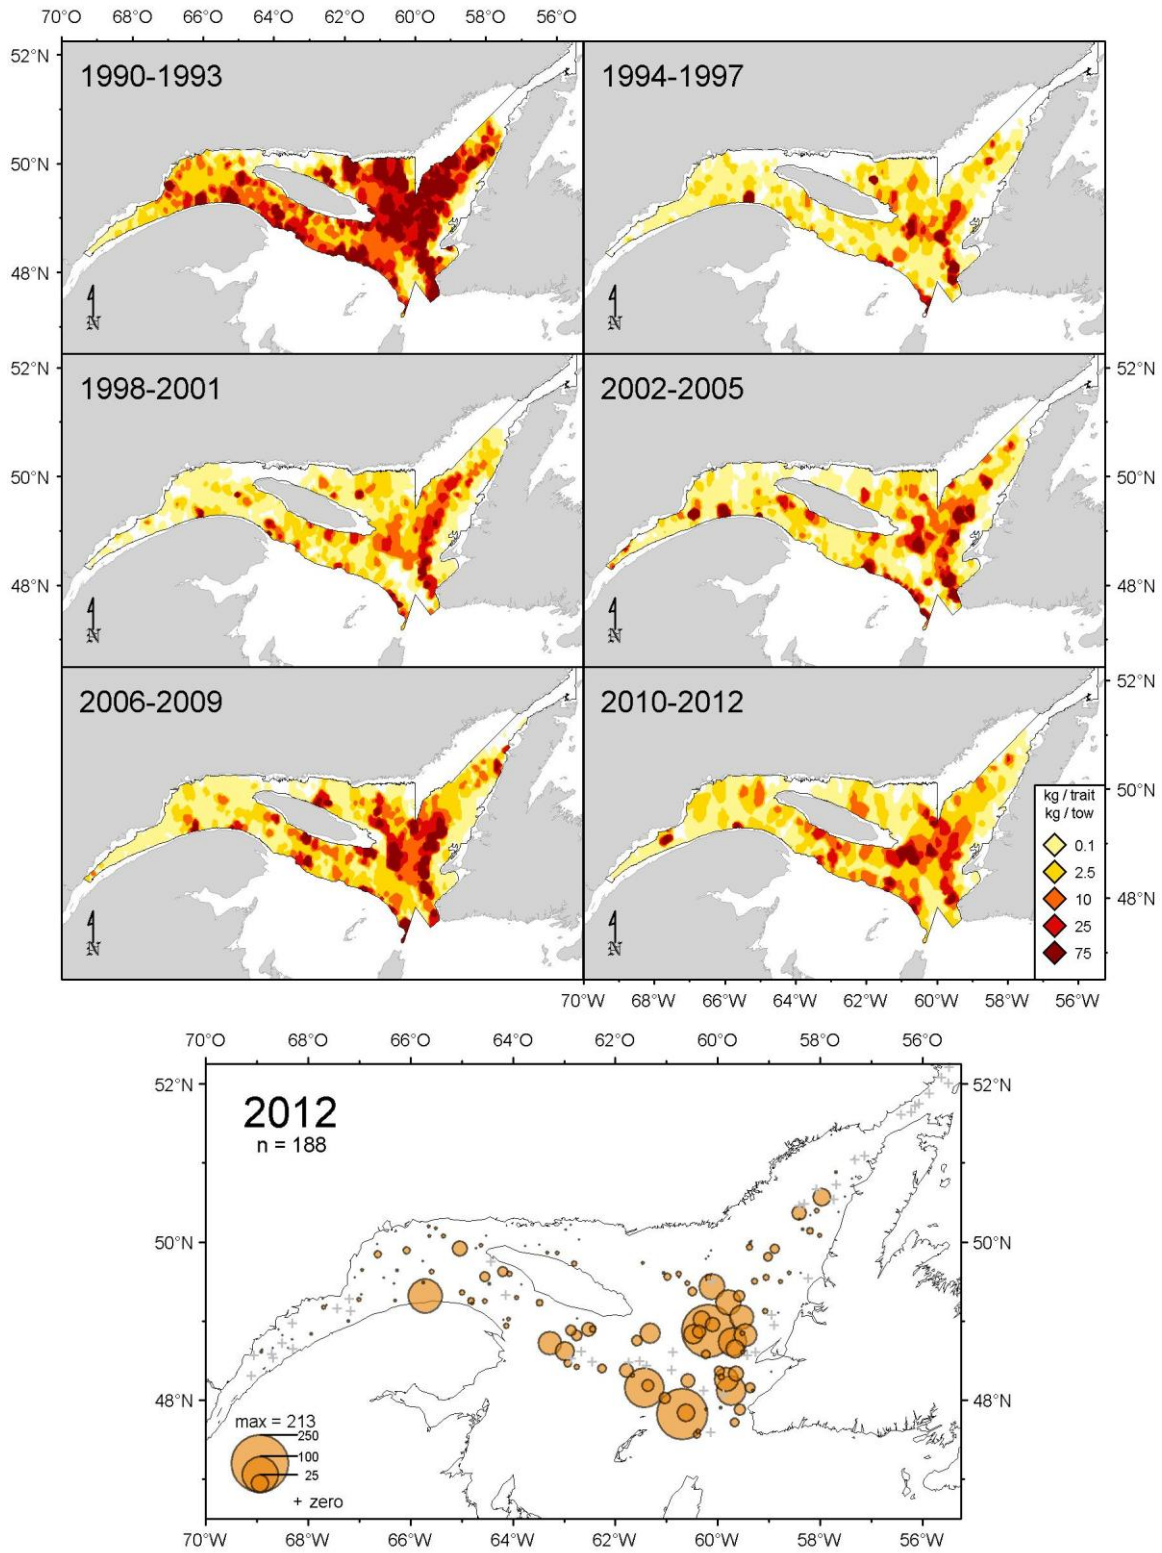 70°O 68°O 66°O 64°O 62°O 60°O 58°O 56°O
52°N
1990-1993
1994-1997
50°N
48°N
N
N
52°N
1998-2001
2002-2005
52°N
50°N
50°N
48°N
48°N
N
N
2006-2009
2010-2012
52°N
50°N
kg / trait
kg / tow
0.1
2.5
10
25
75
48°N
N
N
70°W 68°W 66°W 64°W 62°W 60°W 58°W 56°W
70°O 68°O 66°O 64°O 62°O 60°O 58°O 56°O
52°N
2012
n = 188
52°N
50°N
50°N
48°N
48°N
max = 213
250
100
25
+ zero
70°W 68°W 66°W 64°W 62°W 60°W 58°W 56°W